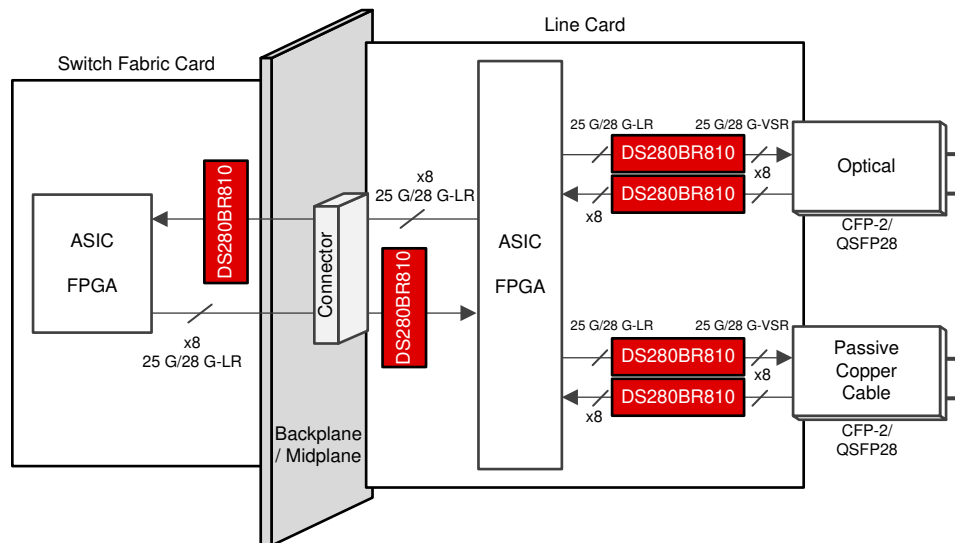 Line Card
Switch Fabric Card
ASIC
FPGA
DS280BR810
x8
25 G/28 G-LR
Connector
Backplane
/ Midplane
x8
25 G/28 G-LR
DS280BR810
ASIC
FPGA
25 G/28 G-LR
25 G/28 G-VSR
DS280BR810
x8
DS280BR810
x8
Optical
CFP-2/
QSFP28
25 G/28 G-LR
25 G/28 G-VSR
DS280BR810
x8
DS280BR810
x8
Passive
Copper
Cable
CFP-2/
QSFP28